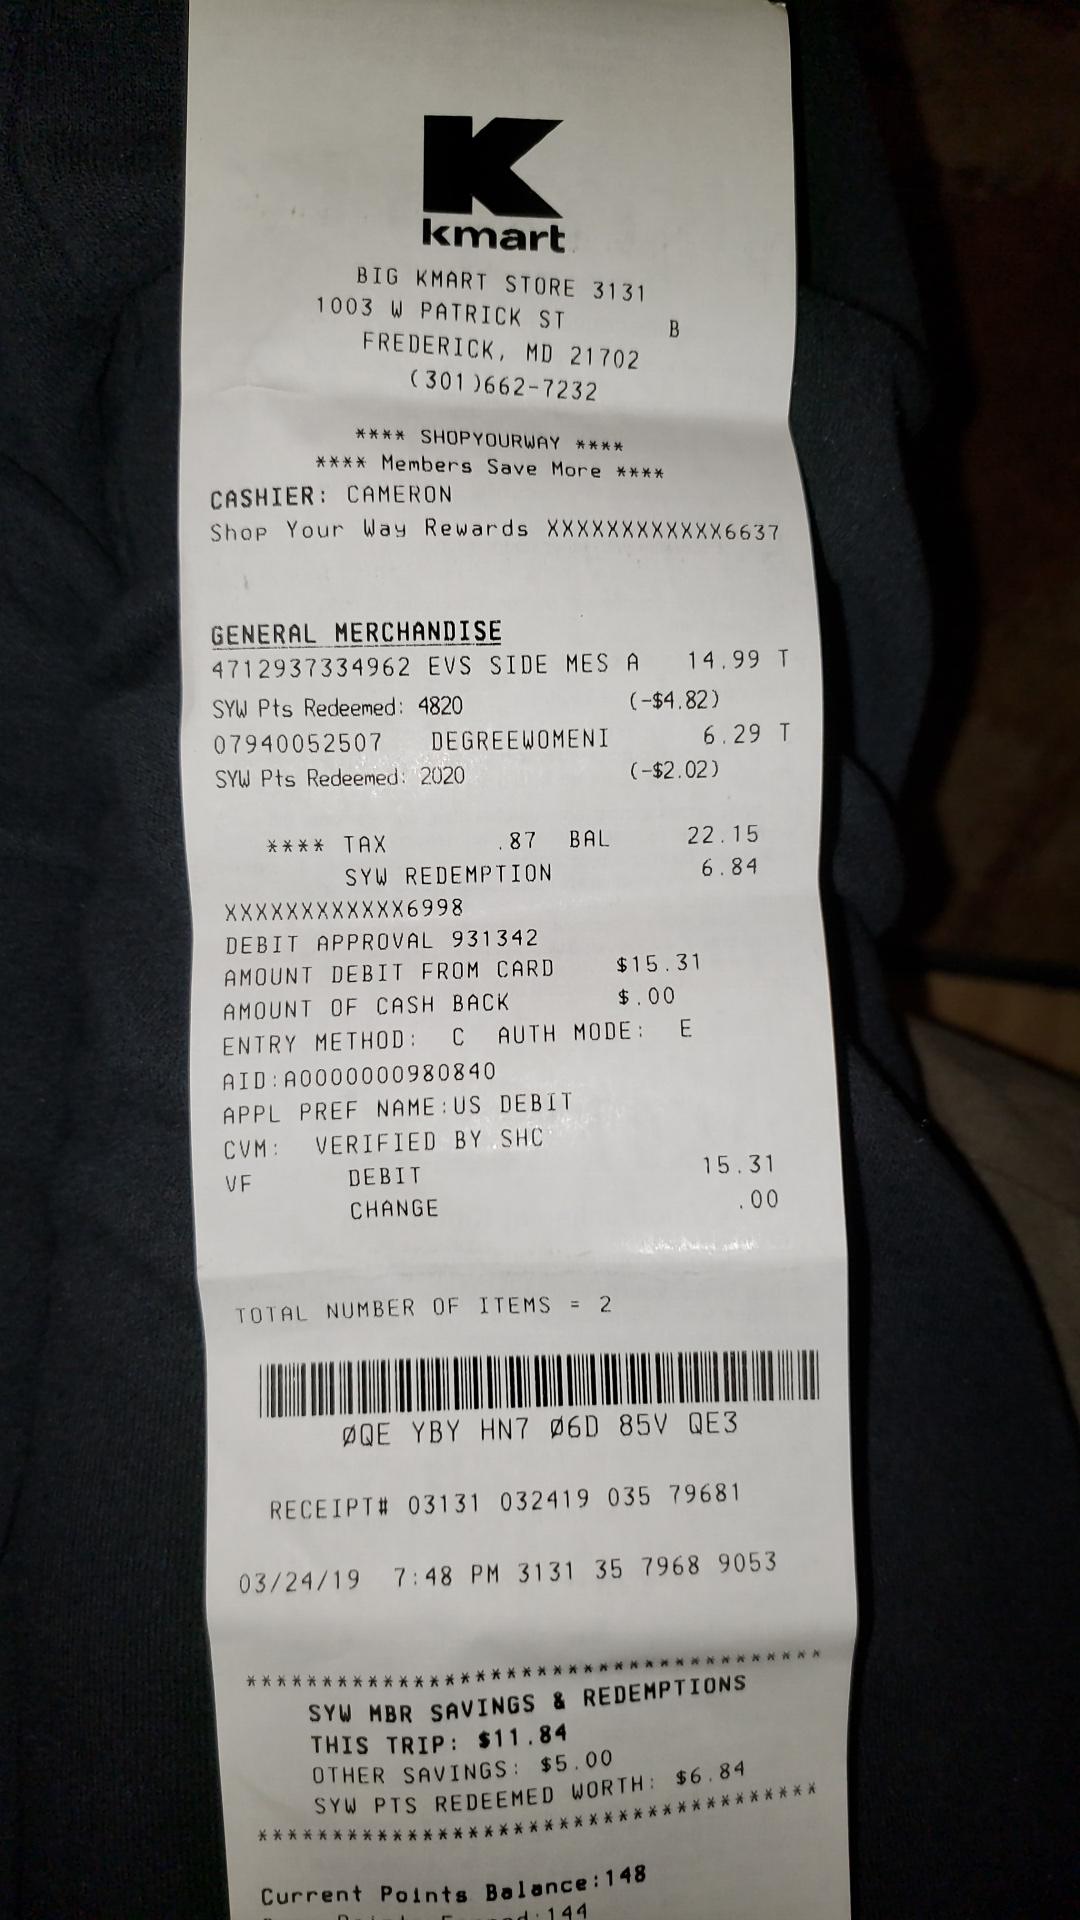 K
kmart
BIG KMART STORE 3131
1003 W PATRICK ST B
FREDERICK, MD 21702
(301)662-7232
**** SHOPYOURWAY ****
**** Members Save More ****
CASHIER: CAMERON
Shop Your Way Rewards XXXXXXXXXXXX6637
GENERAL MERCHANDISE
4712937334962 EVS SIDE MES A 14.99 T
SYW Pts Redeemed: 4820 (-$4.82)
07940052507 DEGREEWOMENI 6.29 T
SYW Pts Redeemed: 2020 (-$2.02)
**** TAX .87 BAL 22.15
SYW REDEMPTION 6.84
XXXXXXXXXXXX6998
DEBIT APPROVAL 931342
AMOUNT DEBIT FROM CARD $15.31
AMOUNT OF CASH BACK $.00
ENTRY METHOD: C AUTH MODE: E
AID:A0000000980840
APPL PREF NAME:US DEBIT
CVM: VERIFIED BY SHC
VF DEBIT 15.31
CHANGE .00
TOTAL NUMBER OF ITEMS = 2
ØQE YBY HN7 Ø6D 85V QE3
RECEIPT# 03131 032419 035 79681
03/24/19 7:48 PM 3131 35 7968 9053
**************************************
SYW MBR SAVINGS & REDEMPTIONS
THIS TRIP: $11.84
OTHER SAVINGS: $5.00
SYW PTS REDEEMED WORTH: $6.84
**************************************
Current Points Balance:148
144